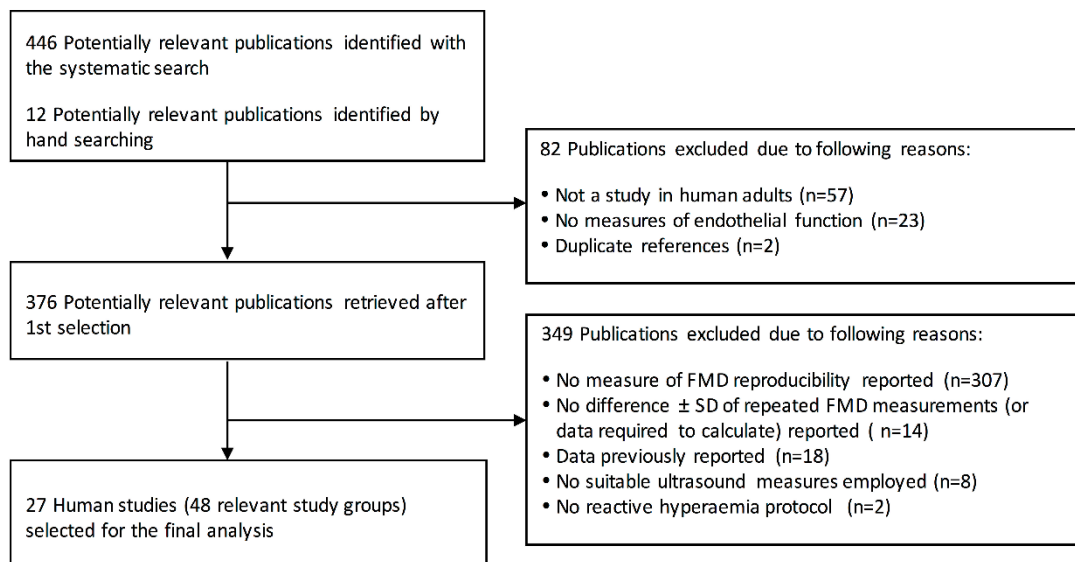 446 Potentially relevant publications identified with
the systematic search
12 Potentially relevant publications identified by
hand searching
82 Publications excluded due to following reasons:
• Not a study in human adults (n=57)
• No measures of endothelial function (n=23)
• Duplicate references (n=2)
376 Potentially relevant publications retrieved after
1st selection
349 Publications excluded due to following reasons:
• No measure of FMD reproducibility reported (n=307)
• No difference ± SD of repeated FMD measurements (or
data required to calculate) reported ( n=14)
• Data previously reported (n=18)
• No suitable ultrasound measures employed (n=8)
• No reactive hyperaemia protocol (n=2)
27 Human studies (48 relevant study groups)
selected for the final analysis